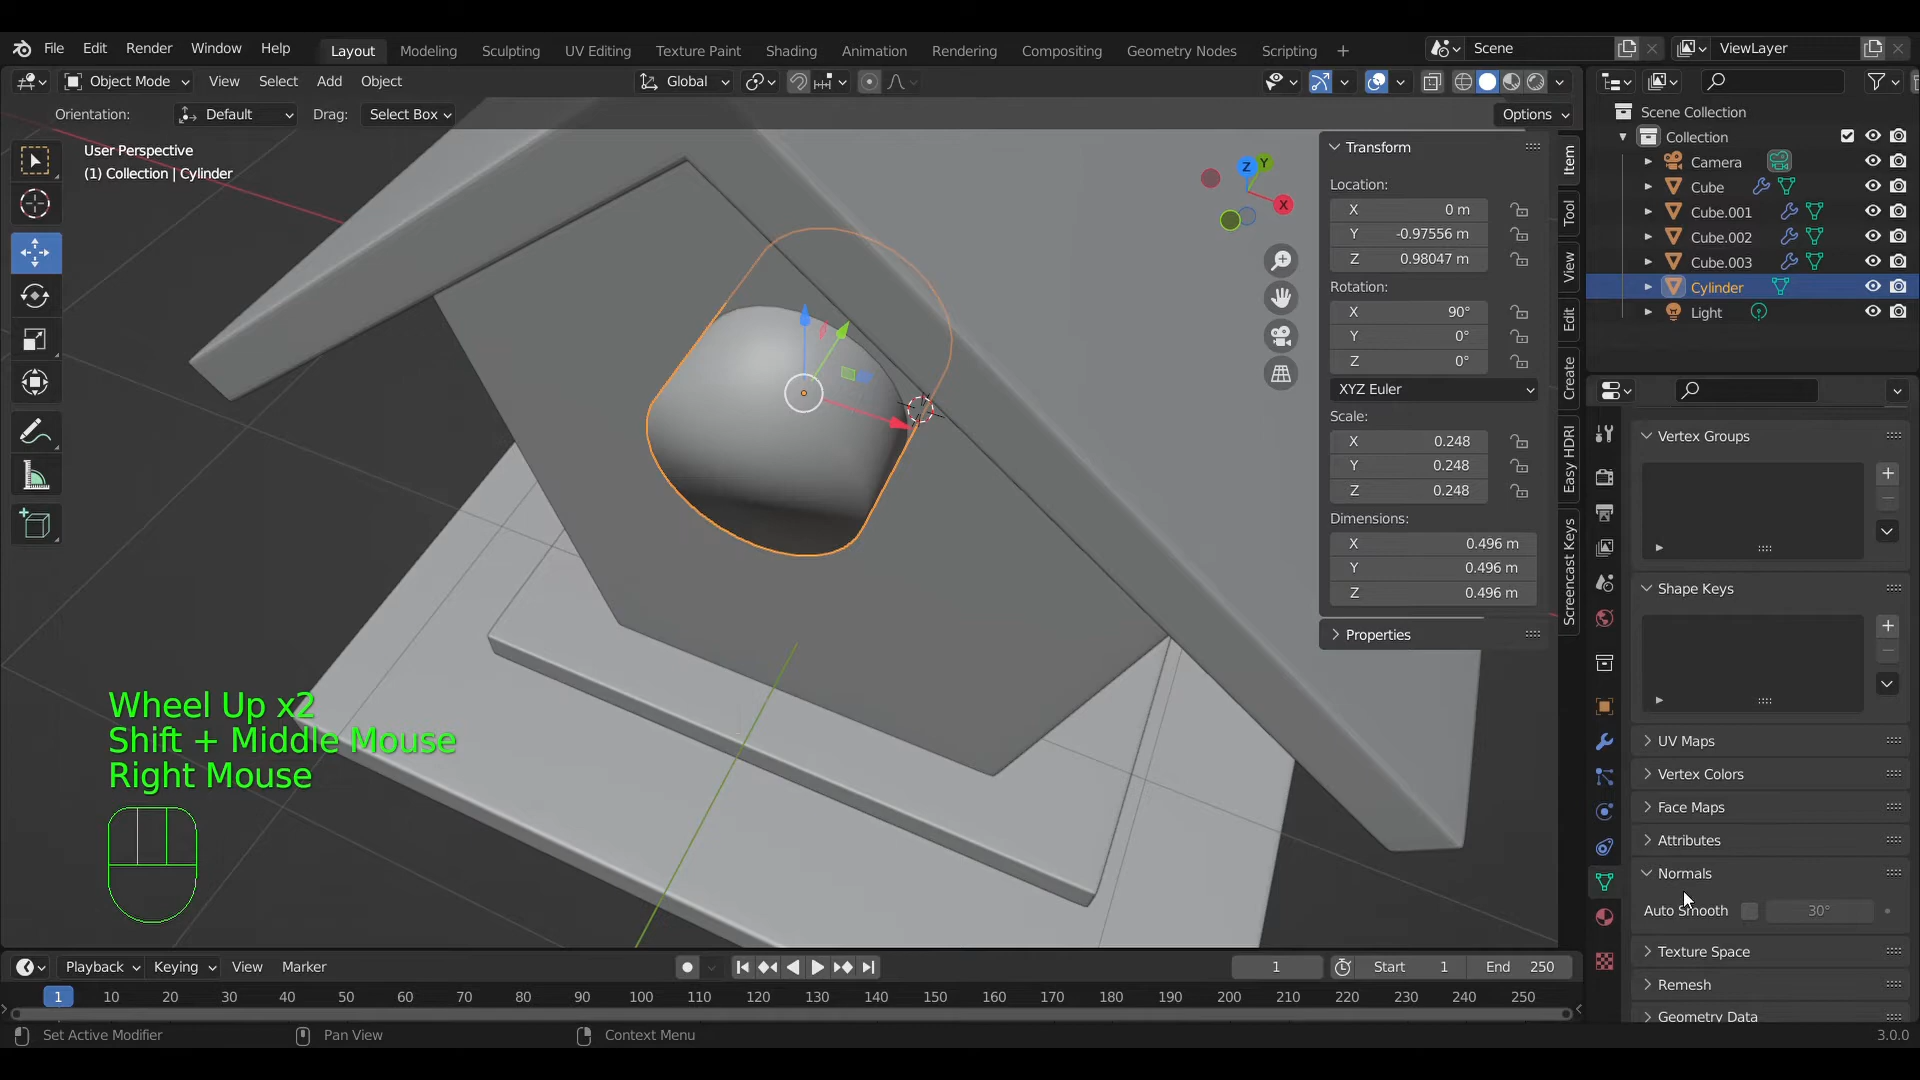 File Edit Render Window Help Layout Modeling Sculpting UV Editing Texture Paint Shading Animation Rendering Compositing Geometry Nodes Scripting + Scene ViewLayer
Object Mode View Select Add Object Global
Orientation: Default Drag: Select Box Options
User Perspective
(1) Collection | Cylinder
Z Y X
Transform
Location:
X 0 m
Y -0.97556 m
Z 0.98047 m
Rotation:
X 90°
Y 0°
Z 0°
XYZ Euler
Scale:
X 0.248
Y 0.248
Z 0.248
Dimensions:
X 0.496 m
Y 0.496 m
Z 0.496 m
Properties
Item
Tool
View
Edit
Create
Easy HDRI
Screencast Keys
Scene Collection
Collection
Camera
Cube
Cube.001
Cube.002
Cube.003
Cylinder
Light
Vertex Groups
Shape Keys
UV Maps
Vertex Colors
Face Maps
Attributes
Normals
Auto Smooth 30°
Texture Space
Remesh
Geometry Data
Wheel Up x2
Shift + Middle Mouse
Right Mouse
Playback Keying View Marker 1 Start 1 End 250
1 10 20 30 40 50 60 70 80 90 100 110 120 130 140 150 160 170 180 190 200 210 220 230 240 250
Set Active Modifier Pan View Context Menu 3.0.0